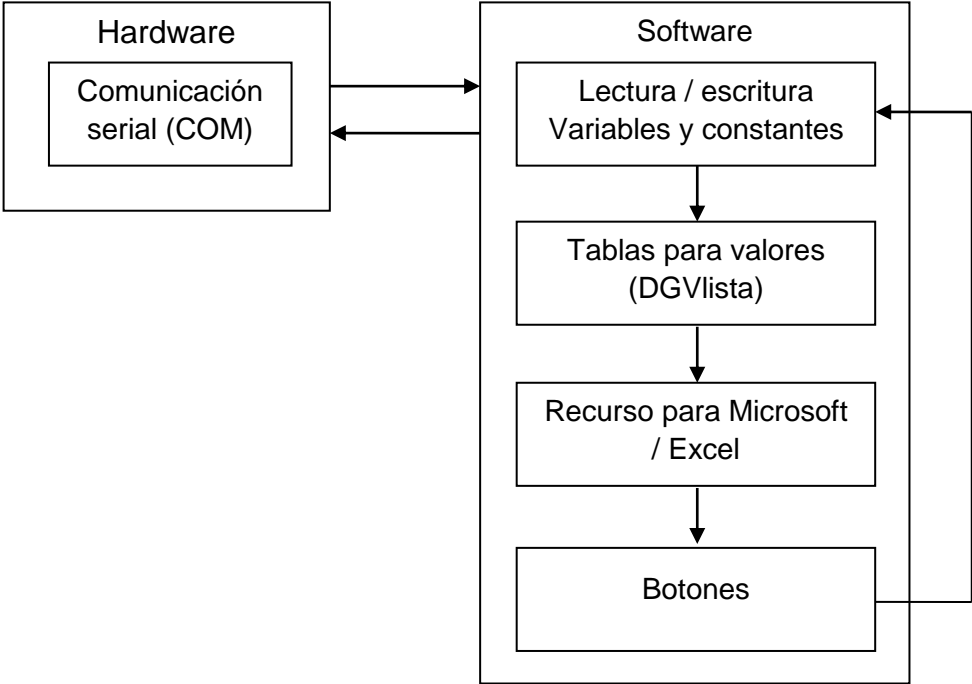 Hardware
Comunicación
serial (COM)
Software
Lectura / escritura
Variables y constantes
Tablas para valores
(DGVlista)
Recurso para Microsoft
/ Excel
Botones